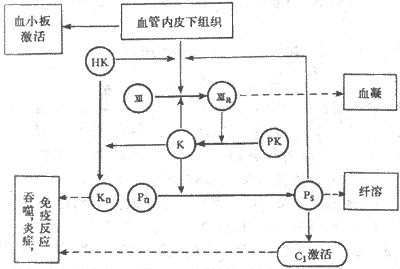 血小板
激活
血管内皮下组织
HK
Ⅻ
Ⅻa
血凝
K
PK
免疫反应
吞噬,炎症,
Kn
Pn
Ps
纤溶
C1激活